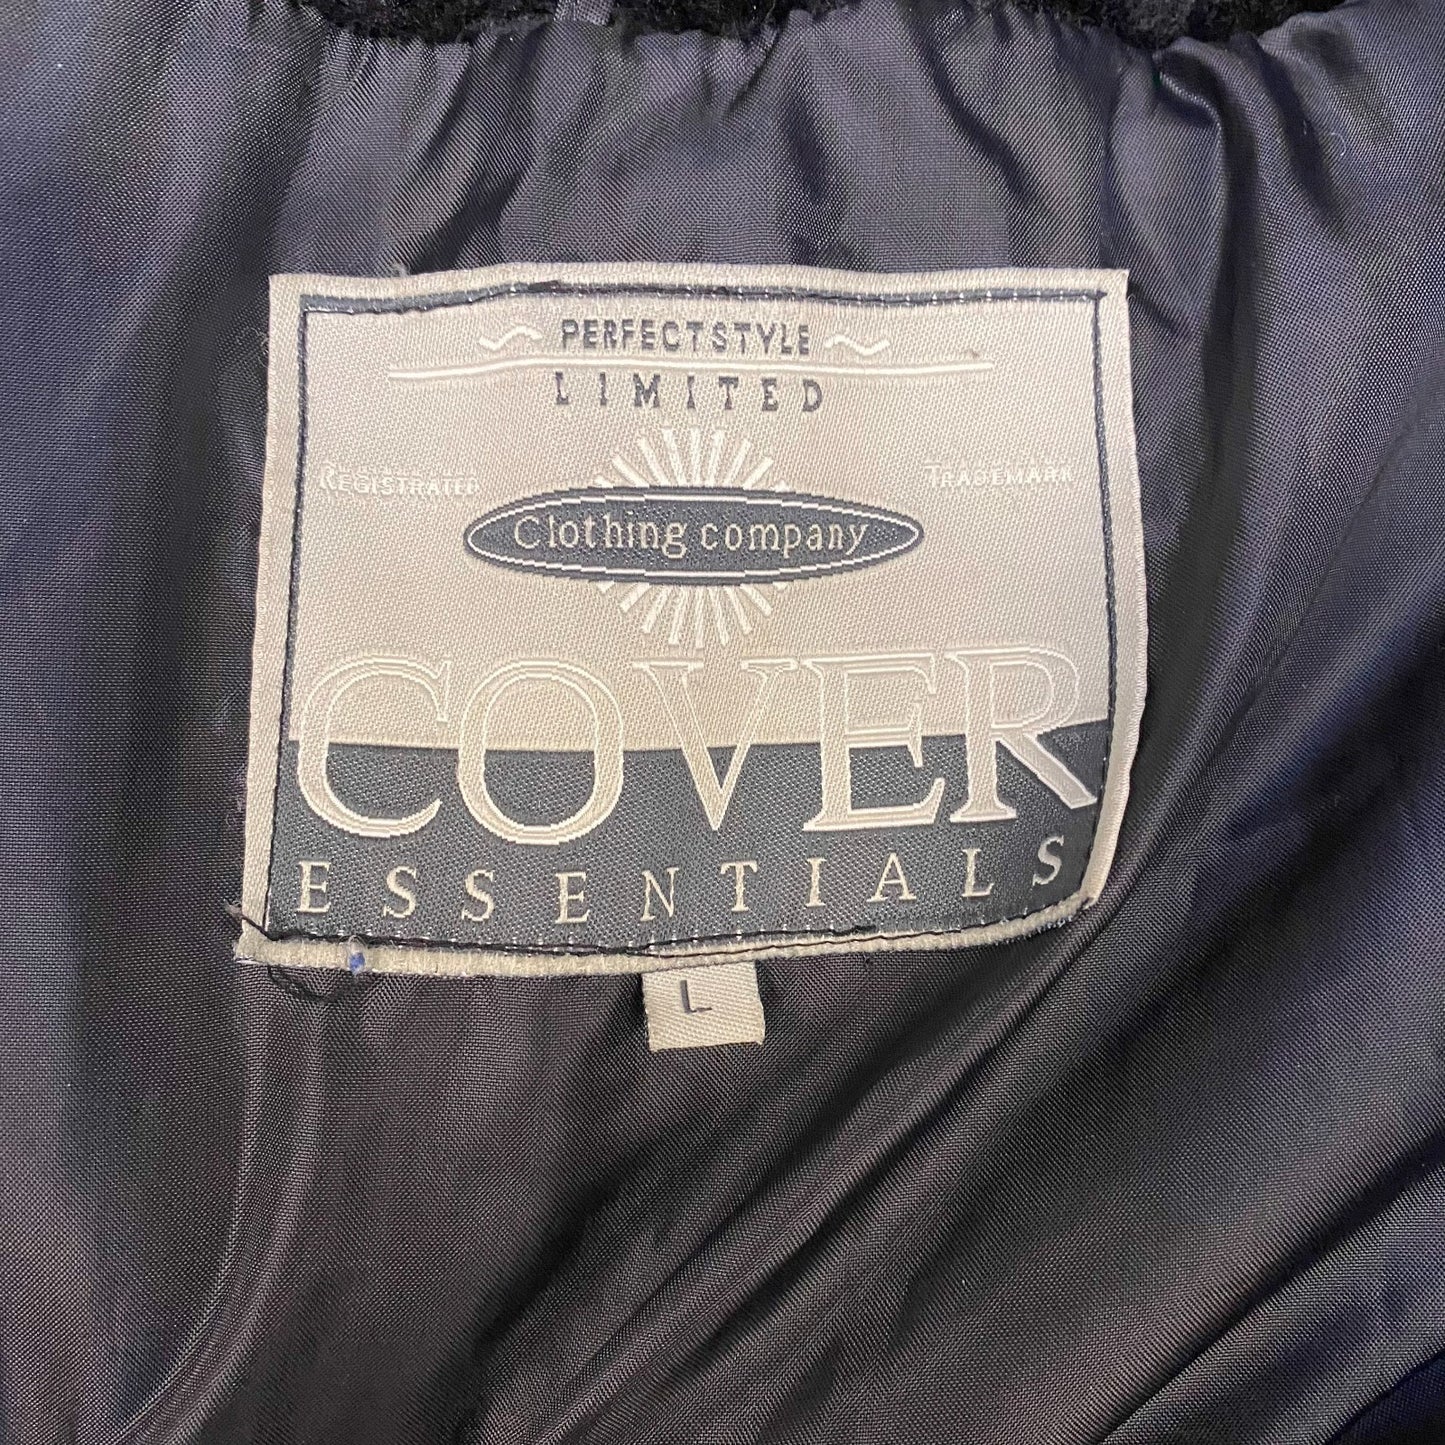 PERFECTSTYLE
LIMITED
REGISTRATED TRADEMARK
Clothing company
COVER
ESSENTIALS
L